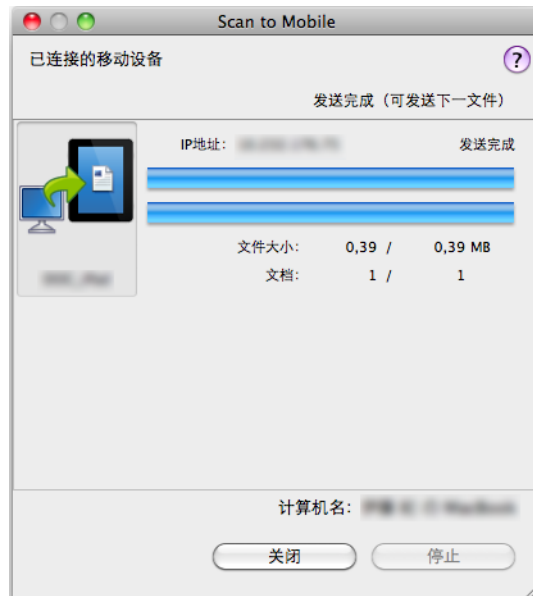 Scan to Mobile
已连接的移动设备
?
发送完成（可发送下一文件）
IP地址:
发送完成
文件大小: 0,39 / 0,39 MB
文档: 1 / 1
计算机名:
关闭 停止